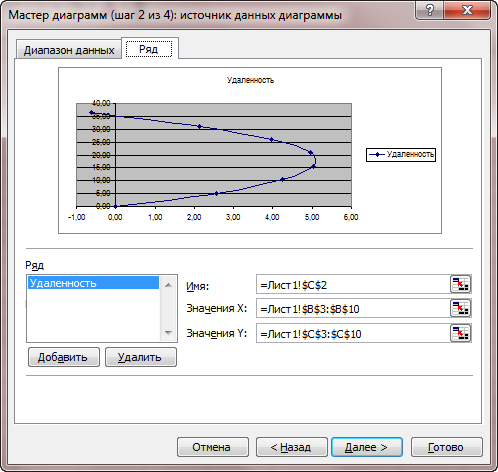 Мастер диаграмм (шаг 2 из 4): источник данных диаграммы
Диапазон данных Ряд
Удаленность
40,00
35,00
30,00
25,00
20,00
15,00
10,00
5,00
0,00
-1,00 0,00 1,00 2,00 3,00 4,00 5,00 6,00
Удаленность
Ряд
Удаленность
Имя: =Лист1!$C$2
Значения X: =Лист1!$B$3:$B$10
Значения Y: =Лист1!$C$3:$C$10
Добавить Удалить
Отмена < Назад Далее > Готово